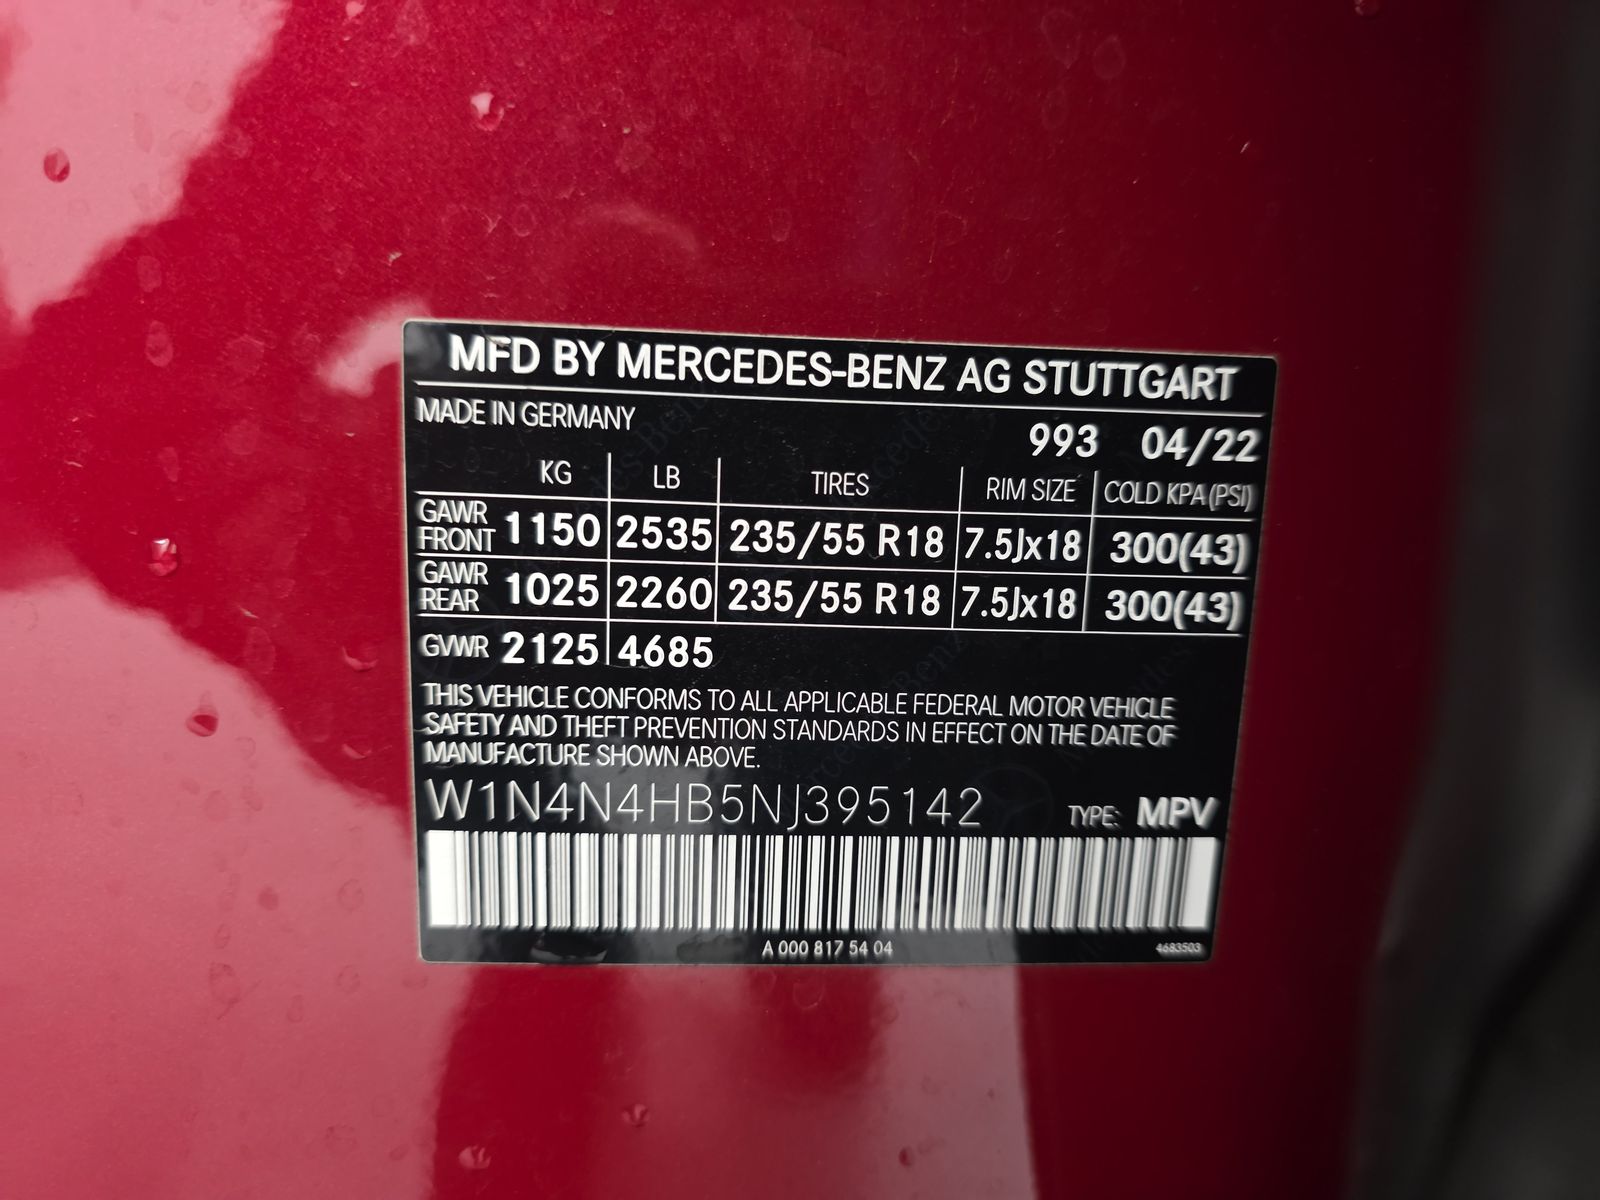 MFD BY MERCEDES-BENZ AG STUTTGART
MADE IN GERMANY
993 04/22
KG LB TIRES RIM SIZE COLD KPA (PSI)
GAWR FRONT 1150 2535 235/55 R18 7.5Jx18 300(43)
GAWR REAR 1025 2260 235/55 R18 7.5Jx18 300(43)
GVWR 2125 4685
THIS VEHICLE CONFORMS TO ALL APPLICABLE FEDERAL MOTOR VEHICLE
SAFETY AND THEFT PREVENTION STANDARDS IN EFFECT ON THE DATE OF
MANUFACTURE SHOWN ABOVE.
W1N4N4HB5NJ395142 TYPE: MPV
A 000 817 54 04 4683503